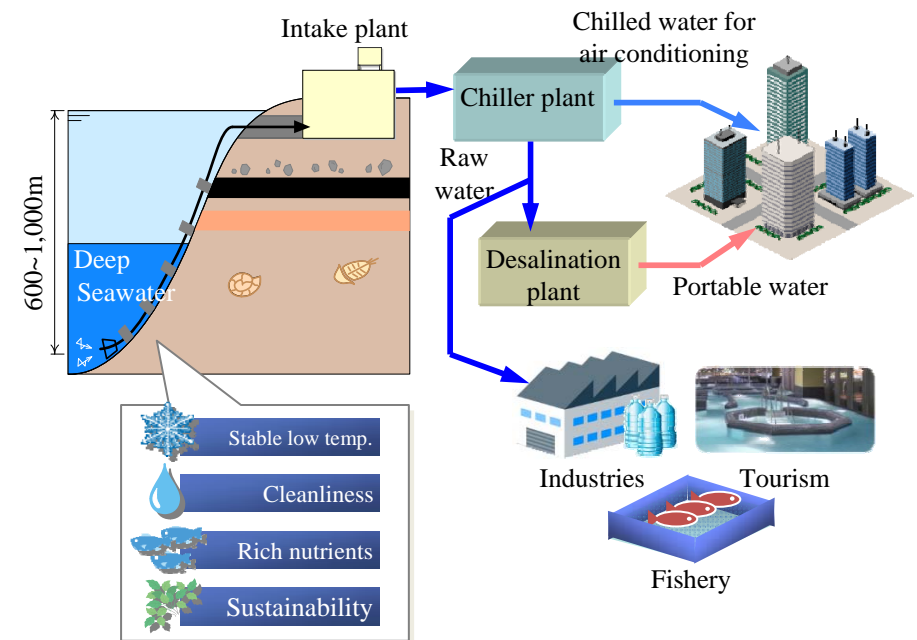 Intake plant
Chilled water for
air conditioning
Chiller plant
Raw
water
600~1,000m
Deep
Seawater
Desalination
plant
Portable water
Stable low temp.
Cleanliness
Rich nutrients
Sustainability
Industries
Tourism
Fishery